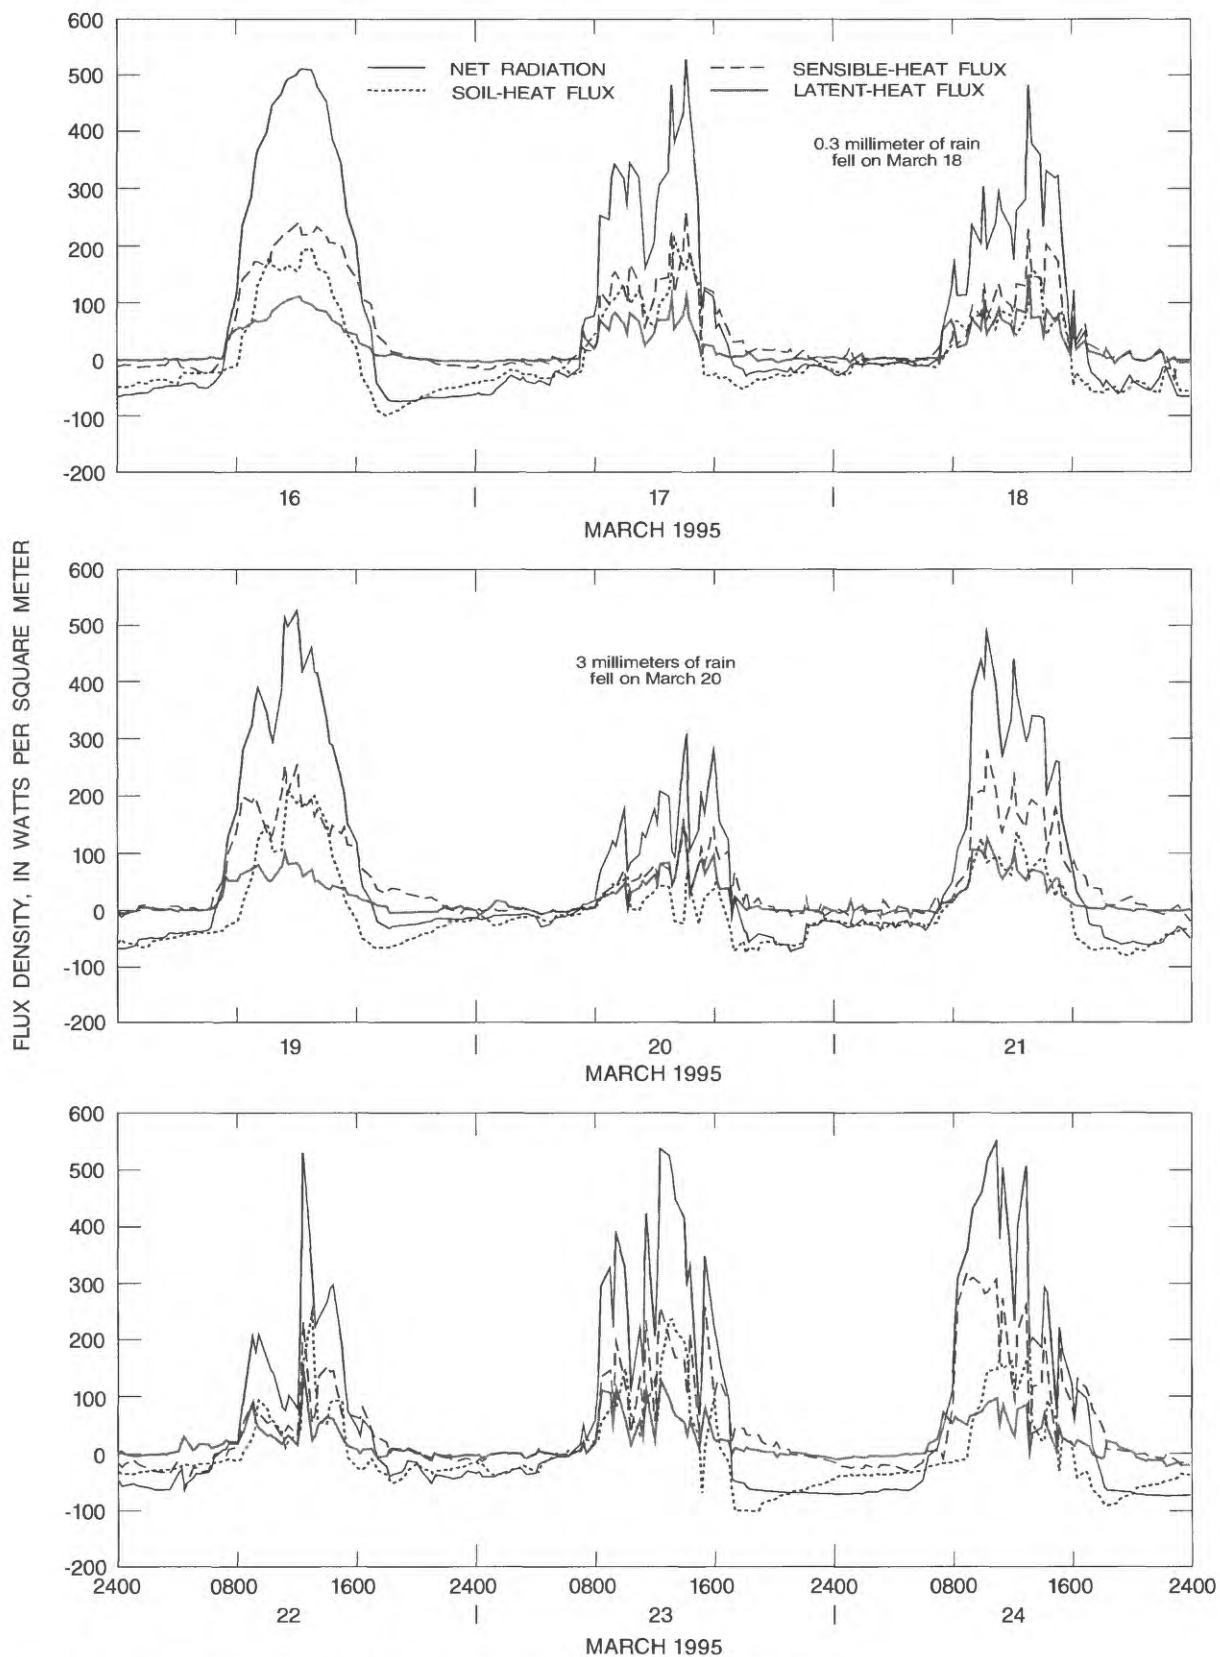 FLUX DENSITY, IN WATTS PER SQUARE METER
600
500
400
300
200
100
0
-100
-200
NET RADIATION
SOIL-HEAT FLUX
SENSIBLE-HEAT FLUX
LATENT-HEAT FLUX
0.3 millimeter of rain
fell on March 18
16 | 17 | 18
MARCH 1995
600
500
400
300
200
100
0
-100
-200
3 millimeters of rain
fell on March 20
19 | 20 | 21
MARCH 1995
600
500
400
300
200
100
0
-100
-200
2400 0800 1600 2400 0800 1600 2400 0800 1600 2400
22 | 23 | 24
MARCH 1995